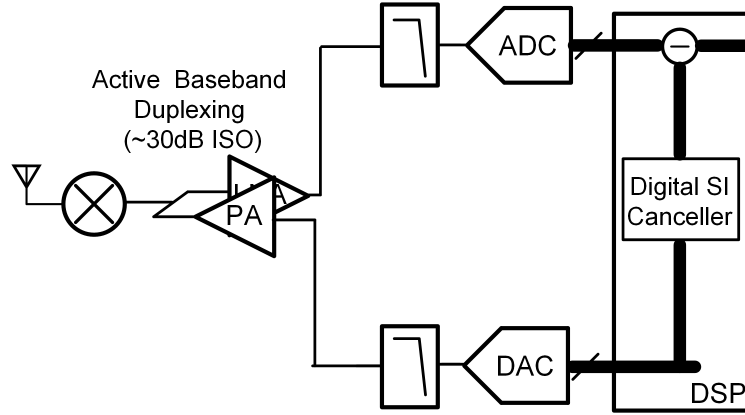 Active Baseband
Duplexing
(~30dB ISO)
ADC
PA
Digital SI
Canceller
DAC
DSP